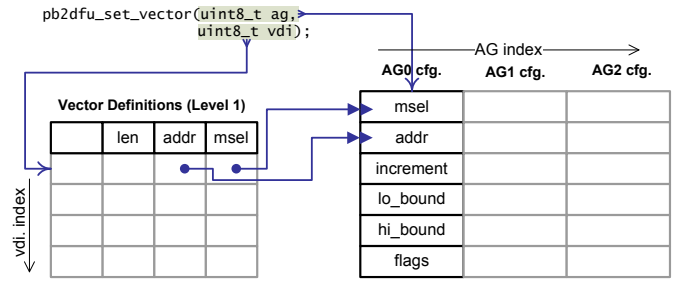 pb2dfu_set_vector(uint8_t ag,
uint8_t vdi);
AG index
AG0 cfg. AG1 cfg. AG2 cfg.
Vector Definitions (Level 1)
len addr msel
vdi. index
msel
addr
increment
lo_bound
hi_bound
flags